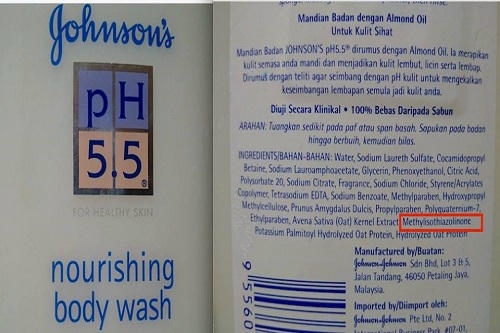 Johnson's
pH
5.5®
FOR HEALTHY SKIN
nourishing
body wash
Mandian Badan dengan Almond Oil
Untuk Kulit Sihat
Mandian Badan JOHNSON'S pH5.5® dirumus dengan Almond Oil. Ia merapikan
kulit semasa anda mandi dan menjadikan kulit lembut, licin serta lembap.
Dirumus dengan teliti agar seimbang dengan pH kulit untuk mengekalkan
keseimbangan lembapan semula jadi kulit anda.
Diuji Secara Klinikal • 100% Bebas Daripada Sabun
ARAHAN: Tuangkan sedikit pada paf atau span basah. Sapukan pada badan
hingga berbuih, kemudian bilas.
INGREDIENTS/BAHAN-BAHAN: Water, Sodium Laureth Sulfate, Cocamidopropyl
Betaine, Sodium Lauroamphoacetate, Glycerin, Phenoxyethanol, Citric Acid,
Polysorbate 20, Sodium Citrate, Fragrance, Sodium Chloride, Styrene/Acrylates
Copolymer, Tetrasodium EDTA, Sodium Benzoate, Methylparaben, Hydroxypropyl
Methylcellulose, Prunus Amygdalus Dulcis, Propylparaben, Polyquaternium-7,
Ethylparaben, Avena Sativa (Oat) Kernel Extract, Methylisothiazolinone
Potassium Palmitoyl Hydrolyzed Oat Protein, Hydrolyzed Oat Protein
Manufactured by/Buatan:
Johnson-Johnson Sdn Bhd, Lot 3 & 5,
Jalan Tandang, 46050 Petaling Jaya,
Malaysia.
Imported by/Diimport oleh:
Johnson-Johnson Pte Ltd, 2
International Business Park #07-01
9 5560